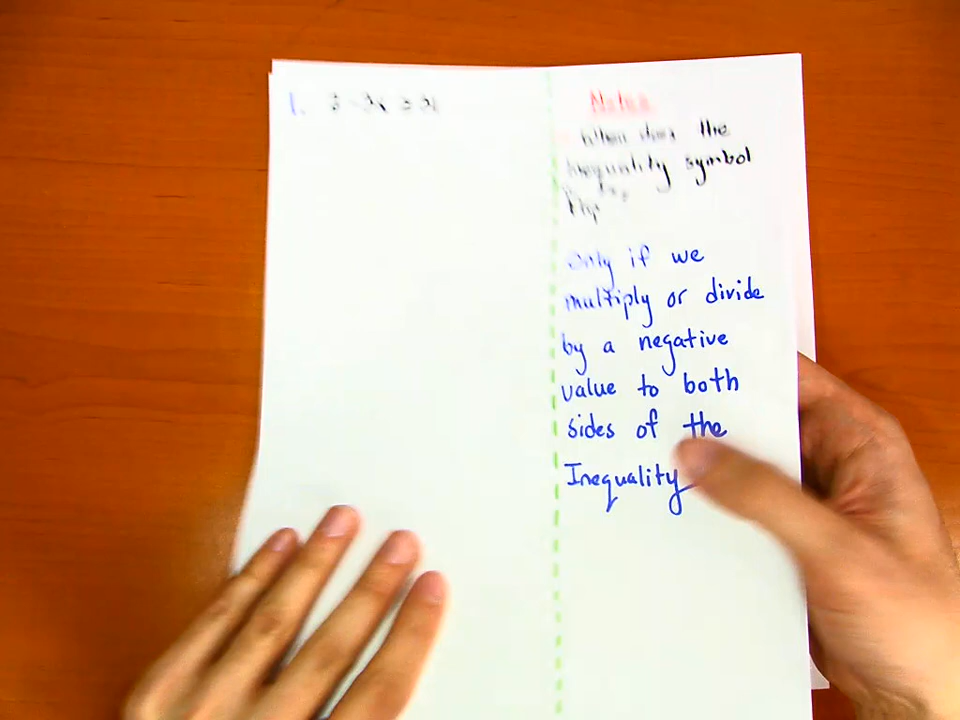 1.
Notes
When does the
inequality symbol
flip
Only if we
multiply or divide
by a negative
value to both
sides of the
Inequality